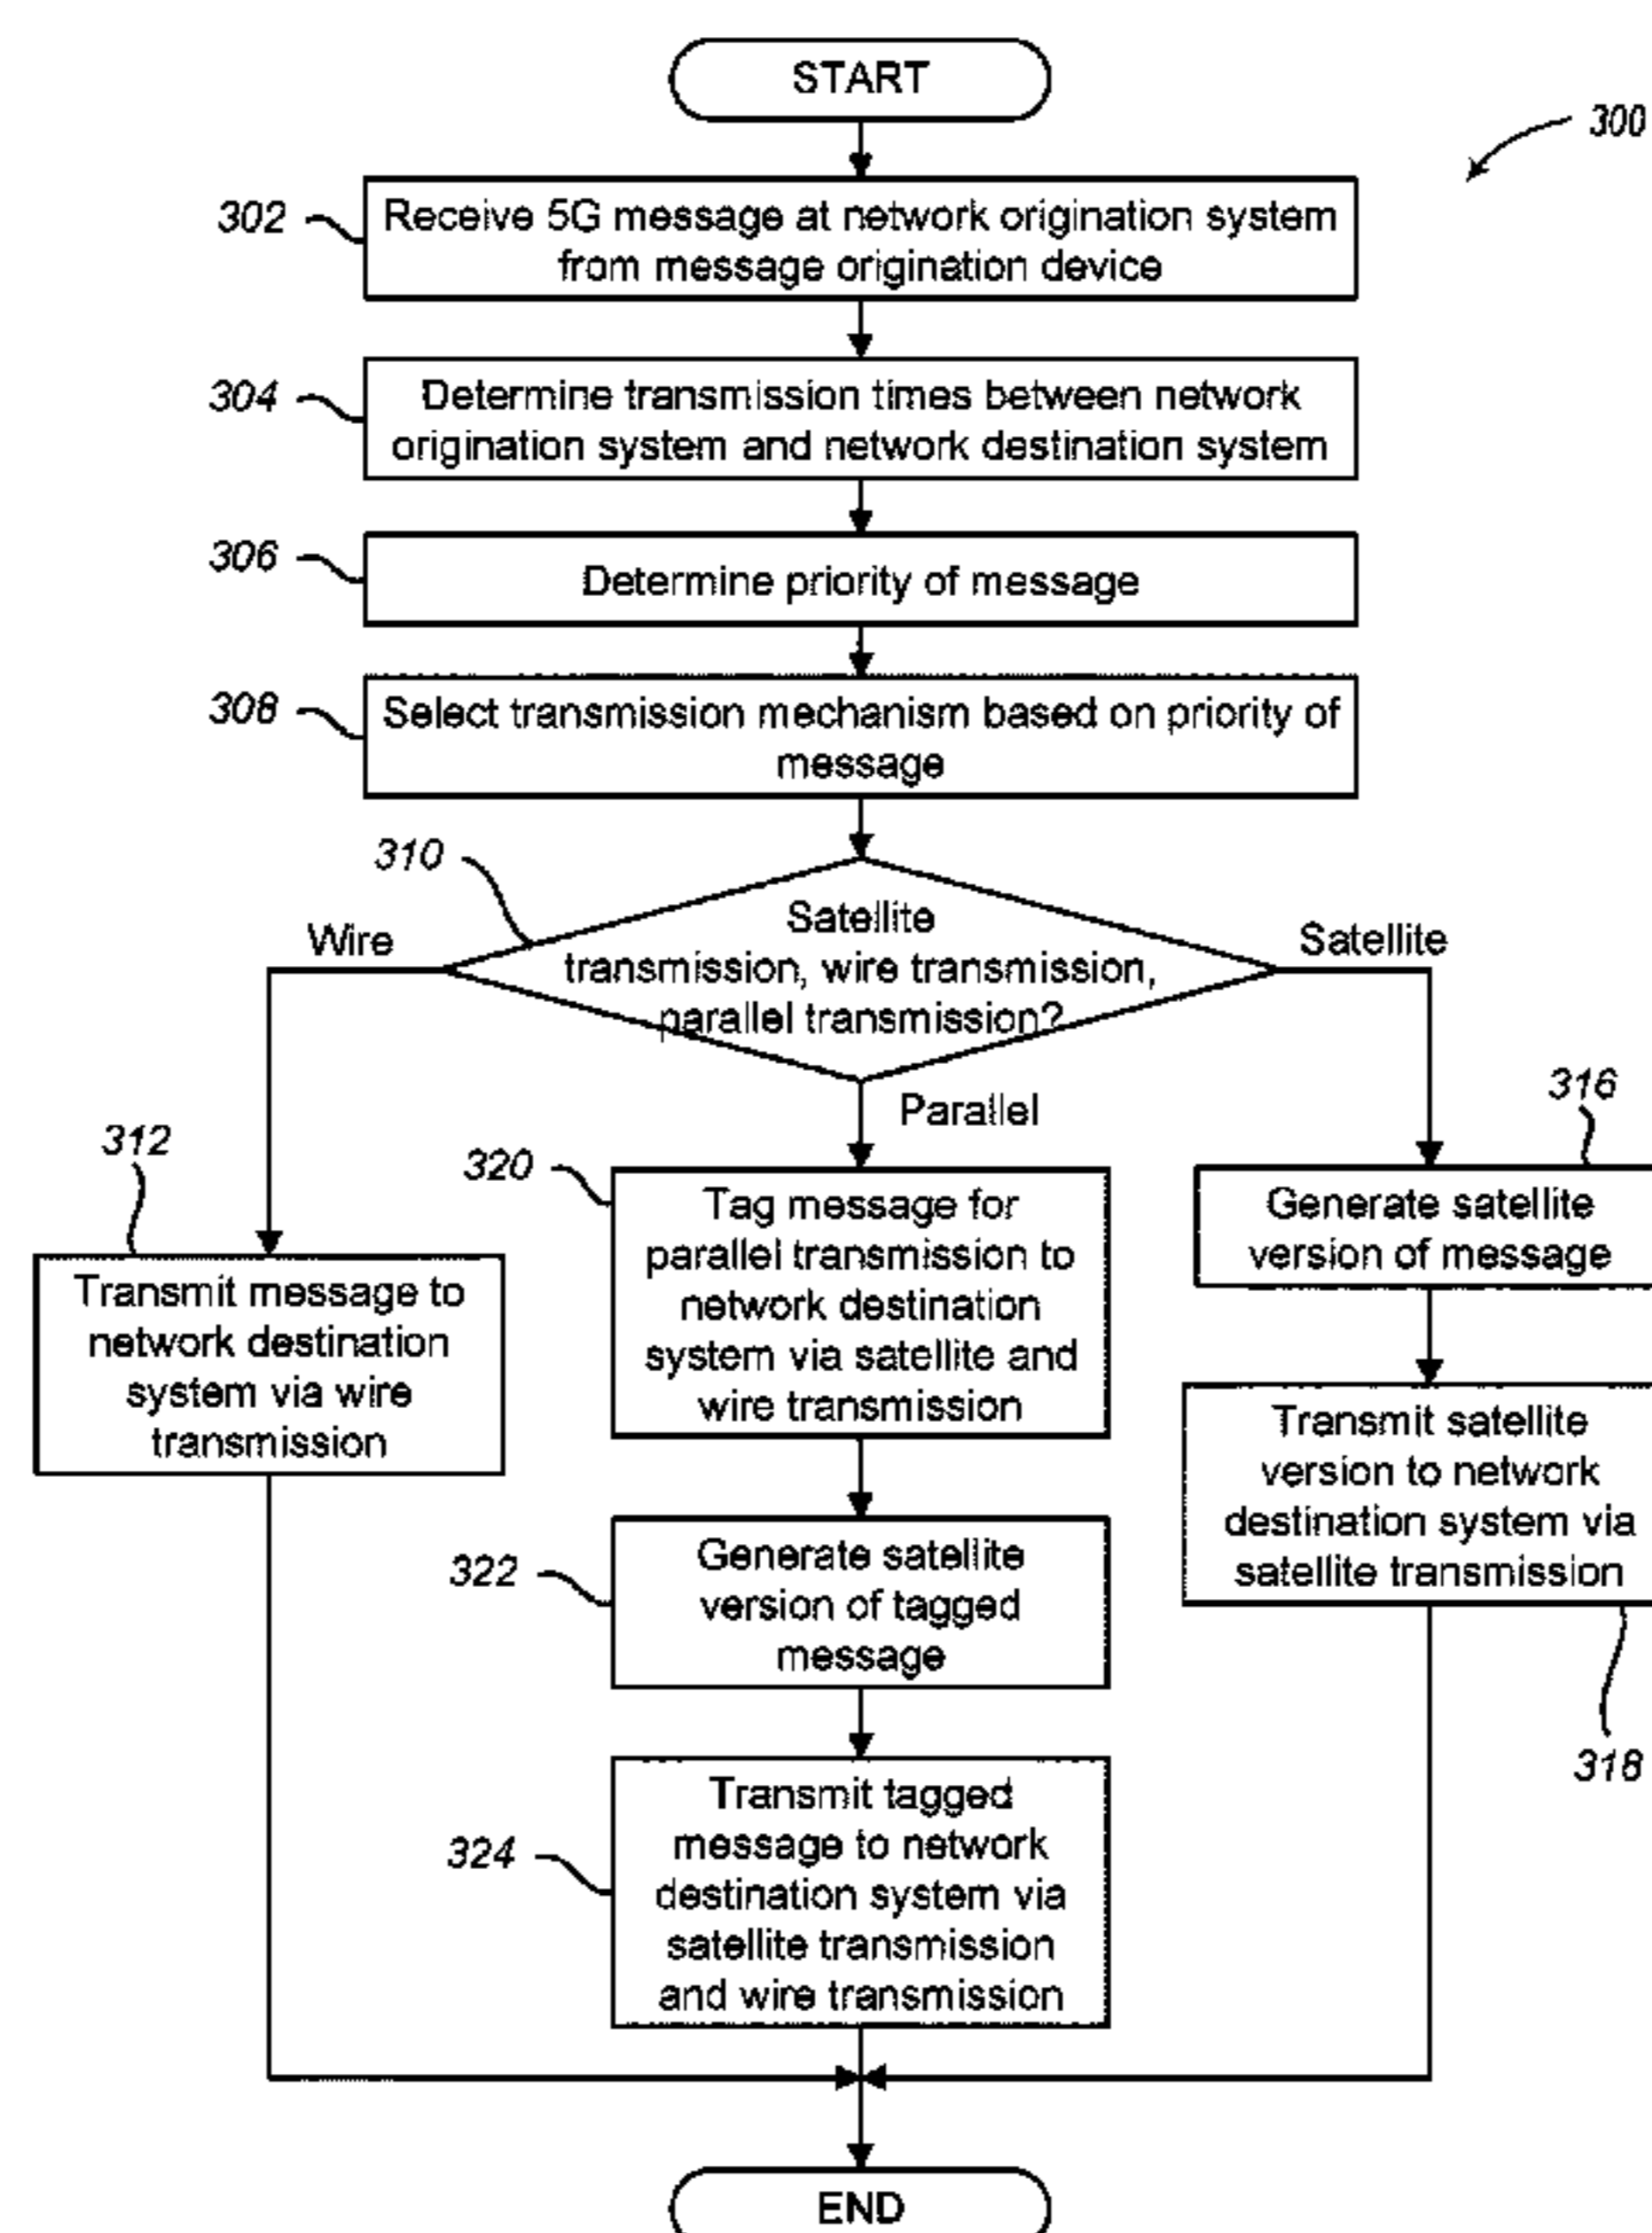 START
300
302
Receive 5G message at network origination system
from message origination device
304
Determine transmission times between network
origination system and network destination system
306
Determine priority of message
308
Select transmission mechanism based on priority of
message
310
Satellite
transmission, wire transmission,
parallel transmission?
Wire
Satellite
Parallel
312
Transmit message to
network destination
system via wire
transmission
320
Tag message for
parallel transmission to
network destination
system via satellite and
wire transmission
316
Generate satellite
version of message
Transmit satellite
version to network
destination system via
satellite transmission
318
322
Generate satellite
version of tagged
message
324
Transmit tagged
message to network
destination system via
satellite transmission
and wire transmission
END